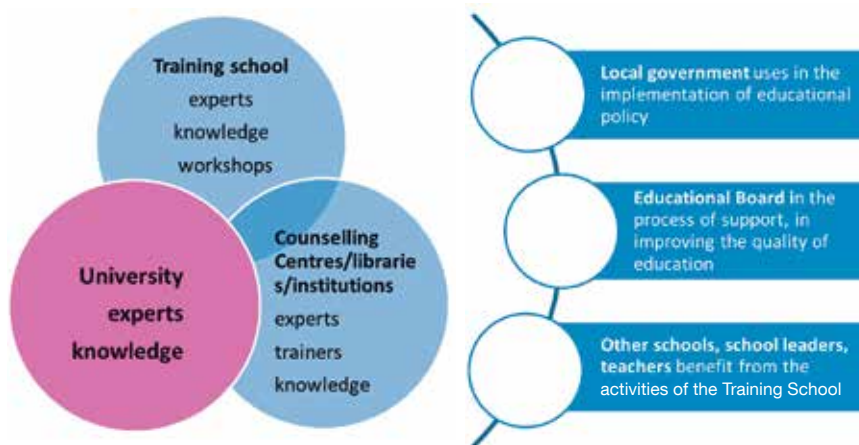 Training school
experts
knowledge
workshops
University
experts
knowledge
Counselling
Centres/librarie
s/institutions
experts
trainers
knowledge
Local government uses in the
implementation of educational
policy
Educational Board in the
process of support, in
improving the quality of
education
Other schools, school leaders,
teachers benefit from the
activities of the Training School